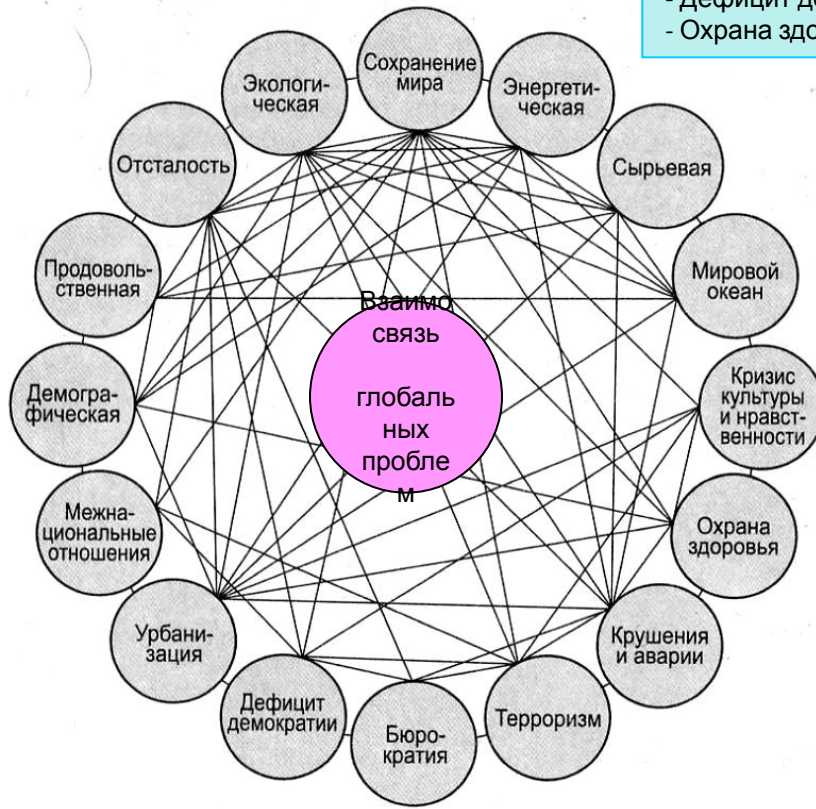 - Дефицит де
- Охрана здо
Сохранение
мира
Энергети-
ческая
Сырьевая
Мировой
океан
Кризис
культуры
и нравст-
венности
Охрана
здоровья
Крушения
и аварии
Терроризм
Бюро-
кратия
Дефицит
демократии
Урбани-
зация
Межна-
циональные
отношения
Демогра-
фическая
Продоволь-
ственная
Отсталость
Экологи-
ческая
Взаимо
связь
глобаль
ных
пробле
м